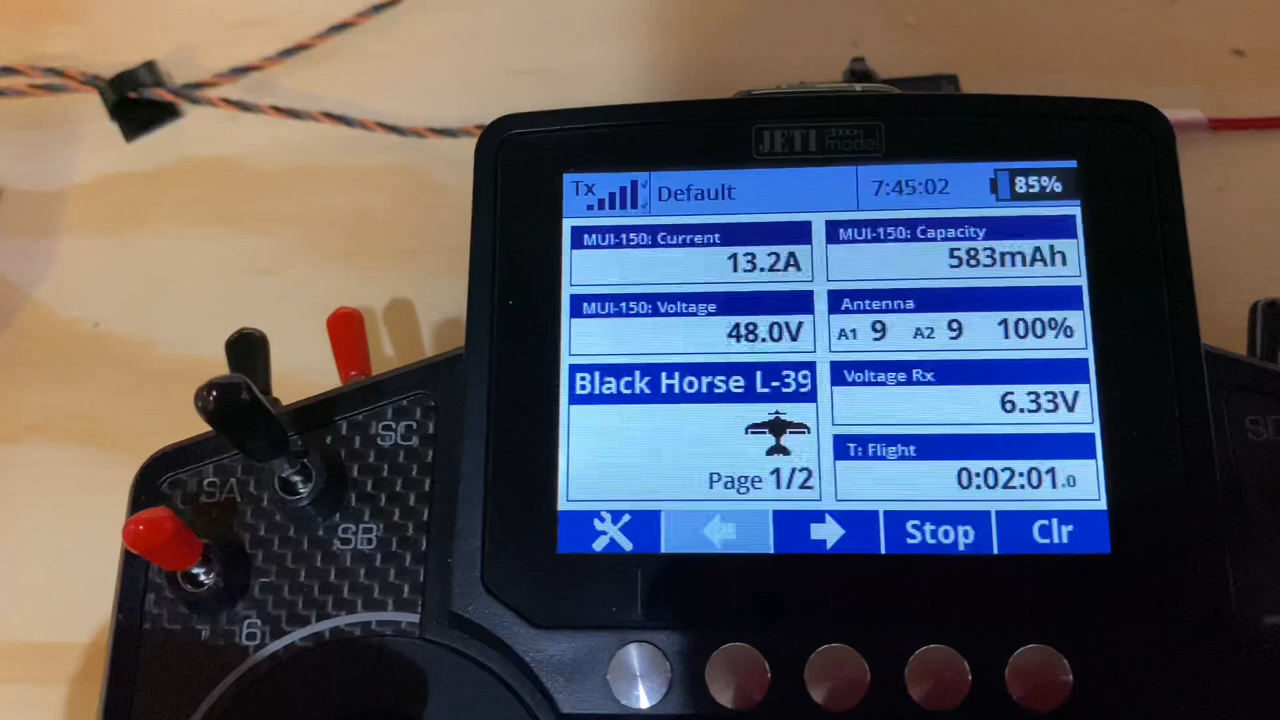 JETI model
Tx Default 7:45:02 85%
MUI-150: Current
13.2A
MUI-150: Capacity
583mAh
MUI-150: Voltage
48.0V
Antenna
A1 9 A2 9 100%
Black Horse L-39
Page 1/2
Voltage Rx
6.33V
T: Flight
0:02:01.0
Stop Clr
SC
SA
SB
6